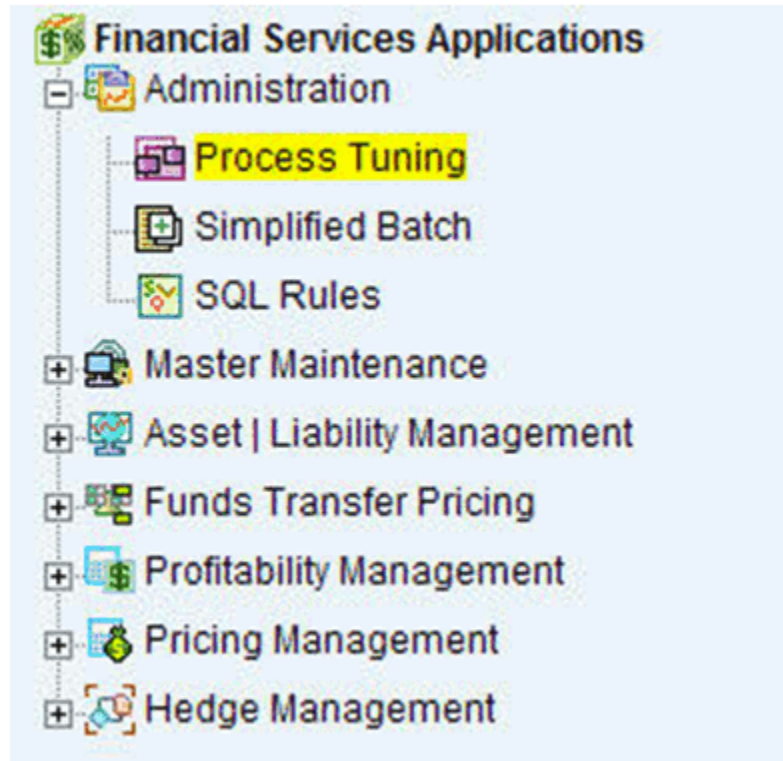 Financial Services Applications
Administration
Process Tuning
Simplified Batch
SQL Rules
Master Maintenance
Asset | Liability Management
Funds Transfer Pricing
Profitability Management
Pricing Management
Hedge Management